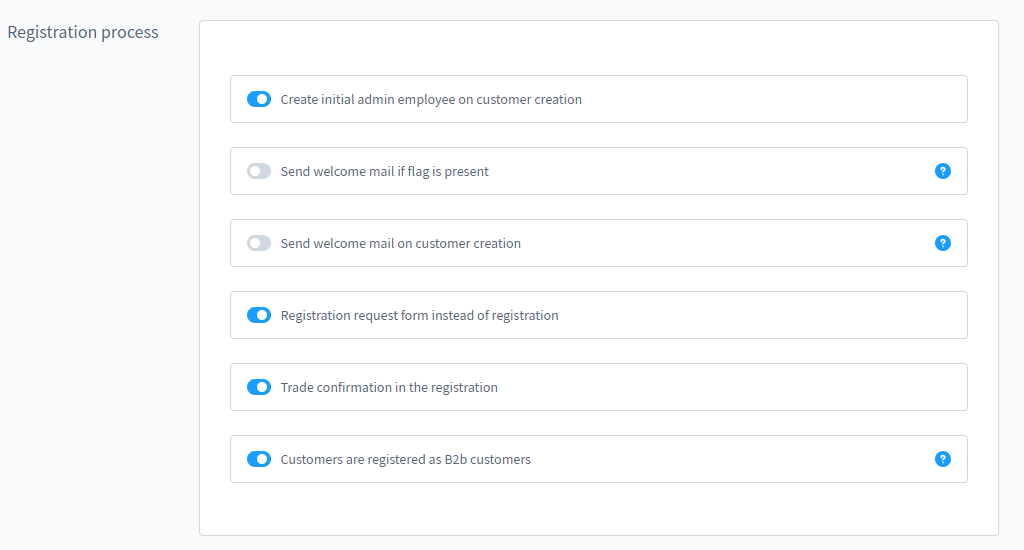 Registration process
Create initial admin employee on customer creation
Send welcome mail if flag is present
?
Send welcome mail on customer creation
?
Registration request form instead of registration
Trade confirmation in the registration
Customers are registered as B2b customers
?